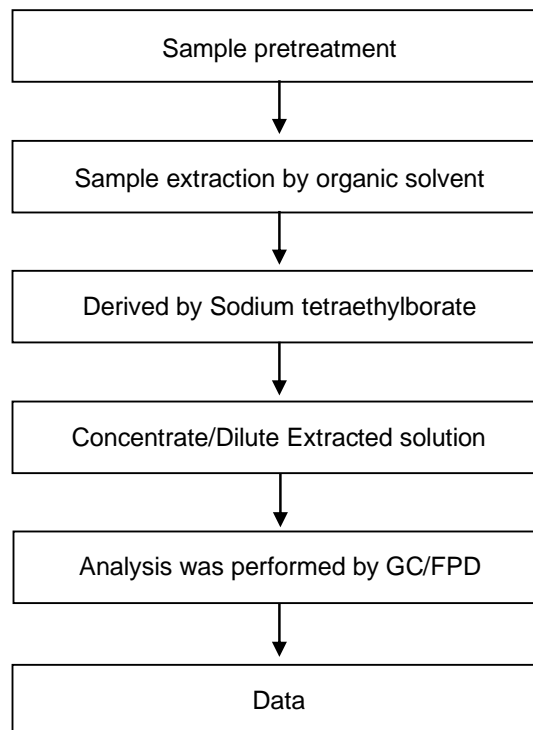 Sample pretreatment
Sample extraction by organic solvent
Derived by Sodium tetraethylborate
Concentrate/Dilute Extracted solution
Analysis was performed by GC/FPD
Data